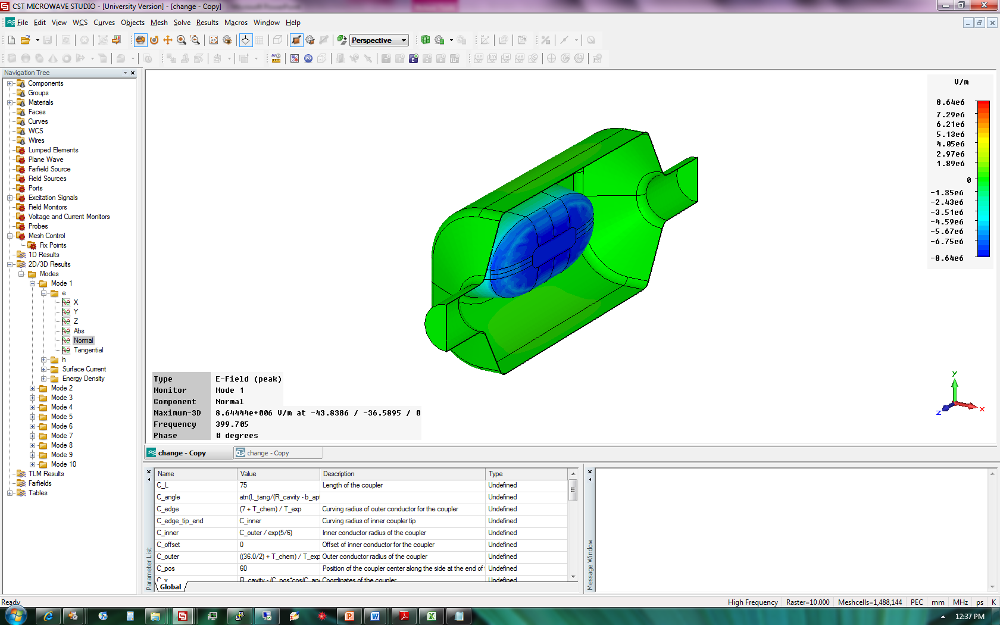 CST MICROWAVE STUDIO - [University Version] - [change - Copy]
File Edit View WCS Curves Objects Mesh Solve Results Macros Window Help
Perspective
Navigation Tree
Components
Groups
Materials
Faces
Curves
WCS
Wires
Lumped Elements
Plane Wave
Farfield Source
Field Sources
Ports
Excitation Signals
Field Monitors
Voltage and Current Monitors
Probes
Mesh Control
Fix Points
1D Results
2D/3D Results
Modes
Mode 1
e
X
Y
Z
Abs
Normal
Tangential
h
Surface Current
Energy Density
Mode 2
Mode 3
Mode 4
Mode 5
Mode 6
Mode 7
Mode 8
Mode 9
Mode 10
TLM Results
Farfields
Tables
V/m
8.64e6
7.29e6
6.21e6
5.13e6
4.05e6
2.97e6
1.89e6
0
-1.35e6
-2.43e6
-3.51e6
-4.59e6
-5.67e6
-6.75e6
-8.64e6
Type E-Field (peak)
Monitor Mode 1
Component Normal
Maximum-3D 8.64444e+006 V/m at -43.8386 / -36.5895 / 0
Frequency 399.705
Phase 0 degrees
y
x
z
change - Copy change - Copy
Name Value Description Type
C_L 75 Length of the coupler Undefined
C_angle atn(L_tang/(R_cavity - b_ap Undefined
C_edge (7 + T_chem) / T_exp Curving radius of outer conductor for the coupler Undefined
C_edge_tip_end C_inner Curving radius of inner coupler tip Undefined
C_inner C_outer / exp(5/6) Inner conductor radius of the coupler Undefined
C_offset 0 Offset of inner conductor for the coupler Undefined
C_outer ((36.0/2) + T_chem) / T_exp Outer conductor radius of the coupler Undefined
C_pos 60 Position of the coupler center along the side at the end of Undefined
C_x R_cavity - (C_pos*cos(C_an Coordinates of the coupler Undefined
Global
Parameter List
Message Window
Ready
High Frequency Raster=10.000 Meshcells=1,488,144 PEC mm MHz ps K
12:37 PM